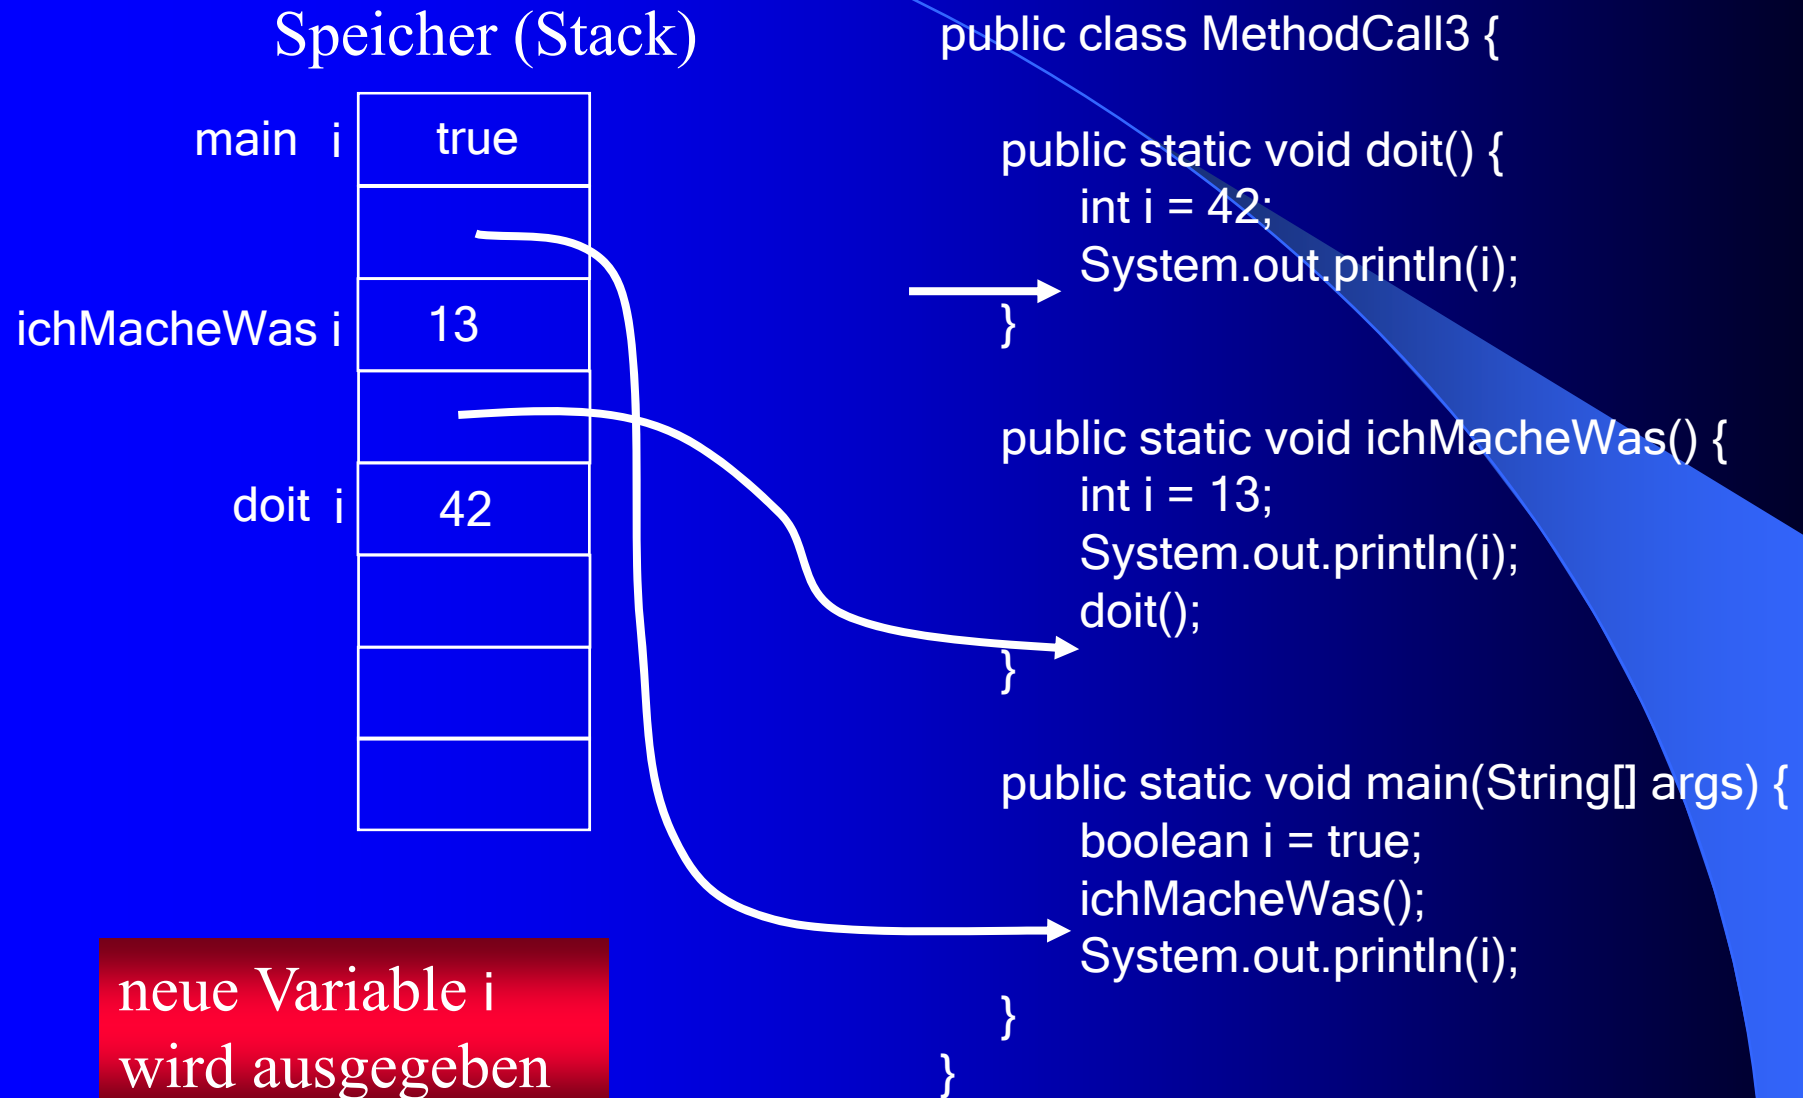 Speicher (Stack)
main i true
ichMacheWas i 13
doit i 42
neue Variable i
wird ausgegeben
public class MethodCall3 {
public static void doit() {
int i = 42;
System.out.println(i);
}
public static void ichMacheWas() {
int i = 13;
System.out.println(i);
doit();
}
public static void main(String[] args) {
boolean i = true;
ichMacheWas();
System.out.println(i);
}
}